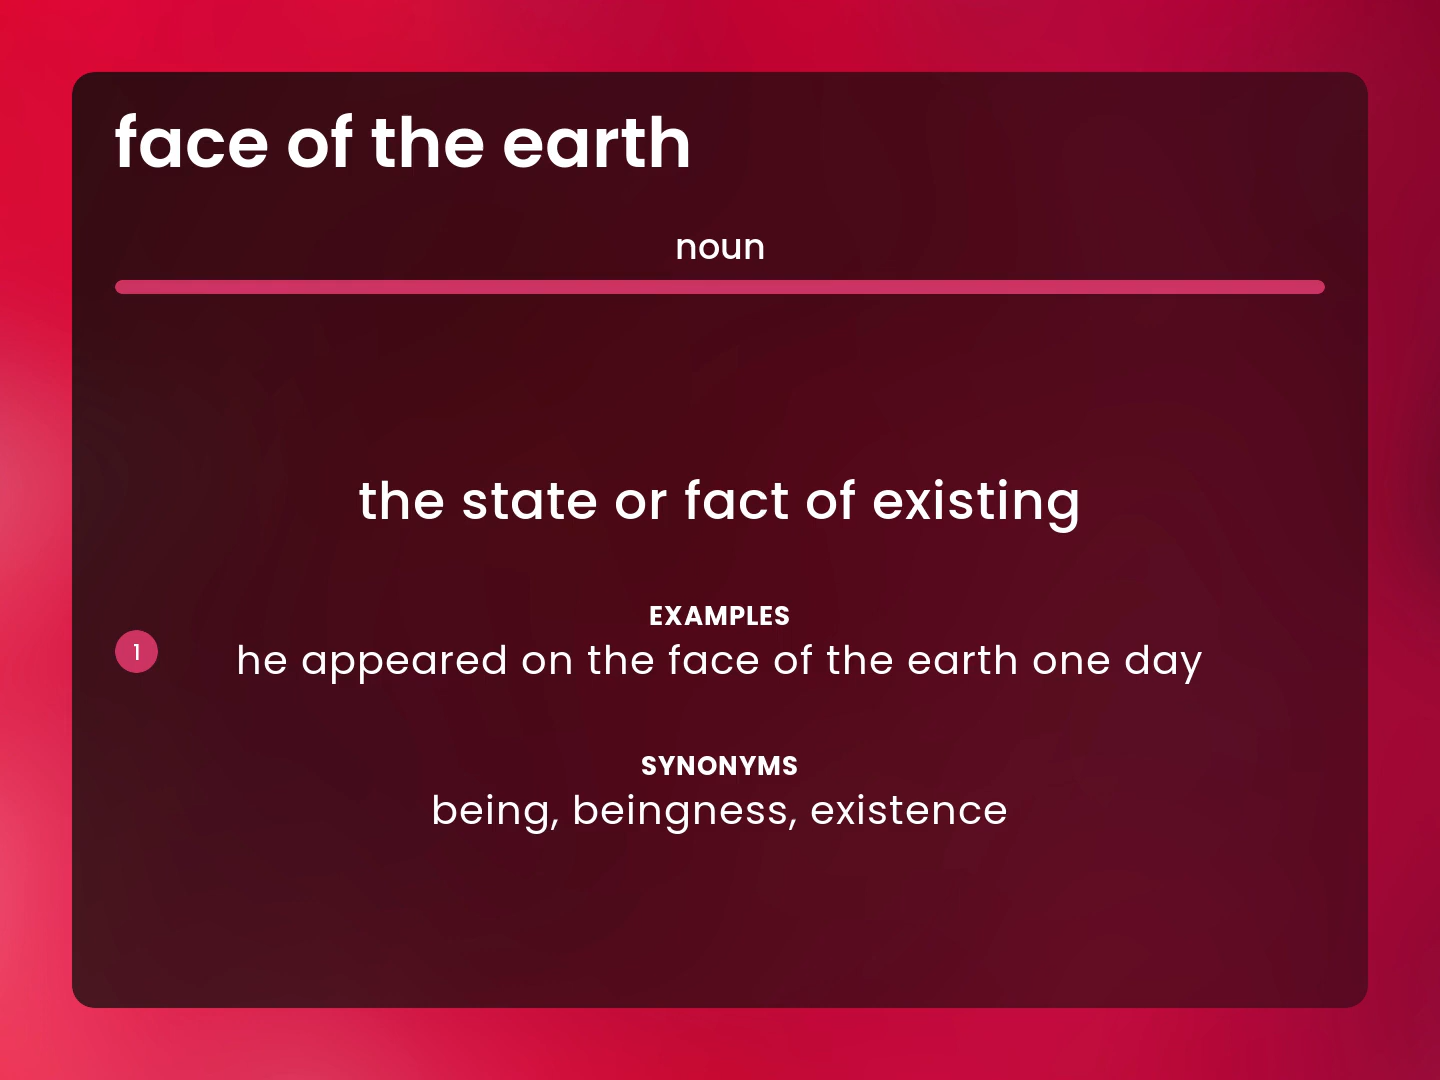 face of the earth
noun
the state or fact of existing
EXAMPLES
1 he appeared on the face of the earth one day
SYNONYMS
being, beingness, existence